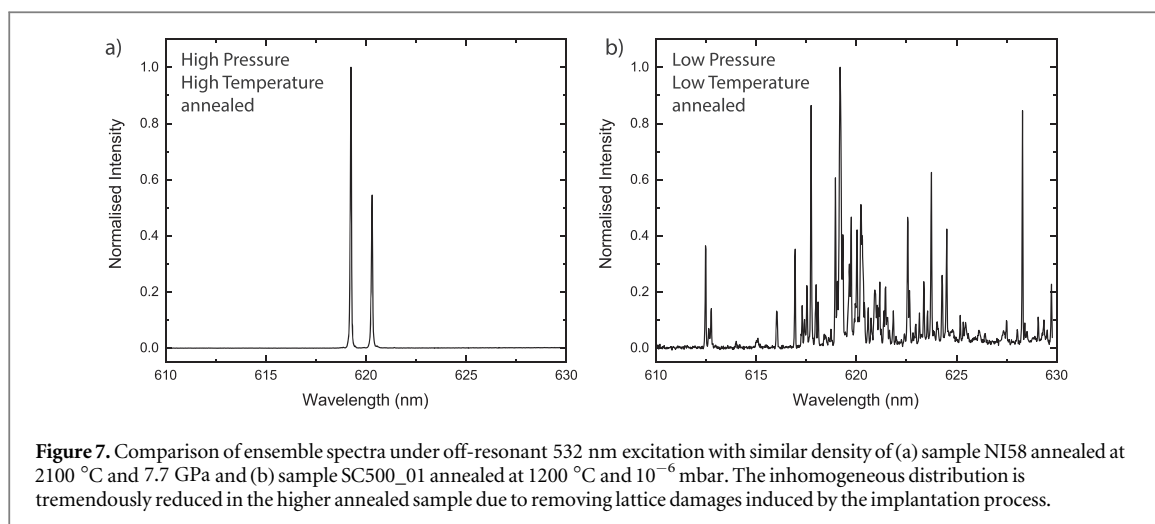 a)
High Pressure
High Temperature
annealed
1.0
0.8
0.6
0.4
0.2
0.0
Normalised Intensity
610
615
620
625
630
Wavelength (nm)
b)
Low Pressure
Low Temperature
annealed
1.0
0.8
0.6
0.4
0.2
0.0
Normalised Intensity
610
615
620
625
630
Wavelength (nm)
Figure 7. Comparison of ensemble spectra under off-resonant 532 nm excitation with similar density of (a) sample NI58 annealed at
2100 °C and 7.7 GPa and (b) sample SC500_01 annealed at 1200 °C and 10⁻⁶ mbar. The inhomogeneous distribution is
tremendously reduced in the higher annealed sample due to removing lattice damages induced by the implantation process.